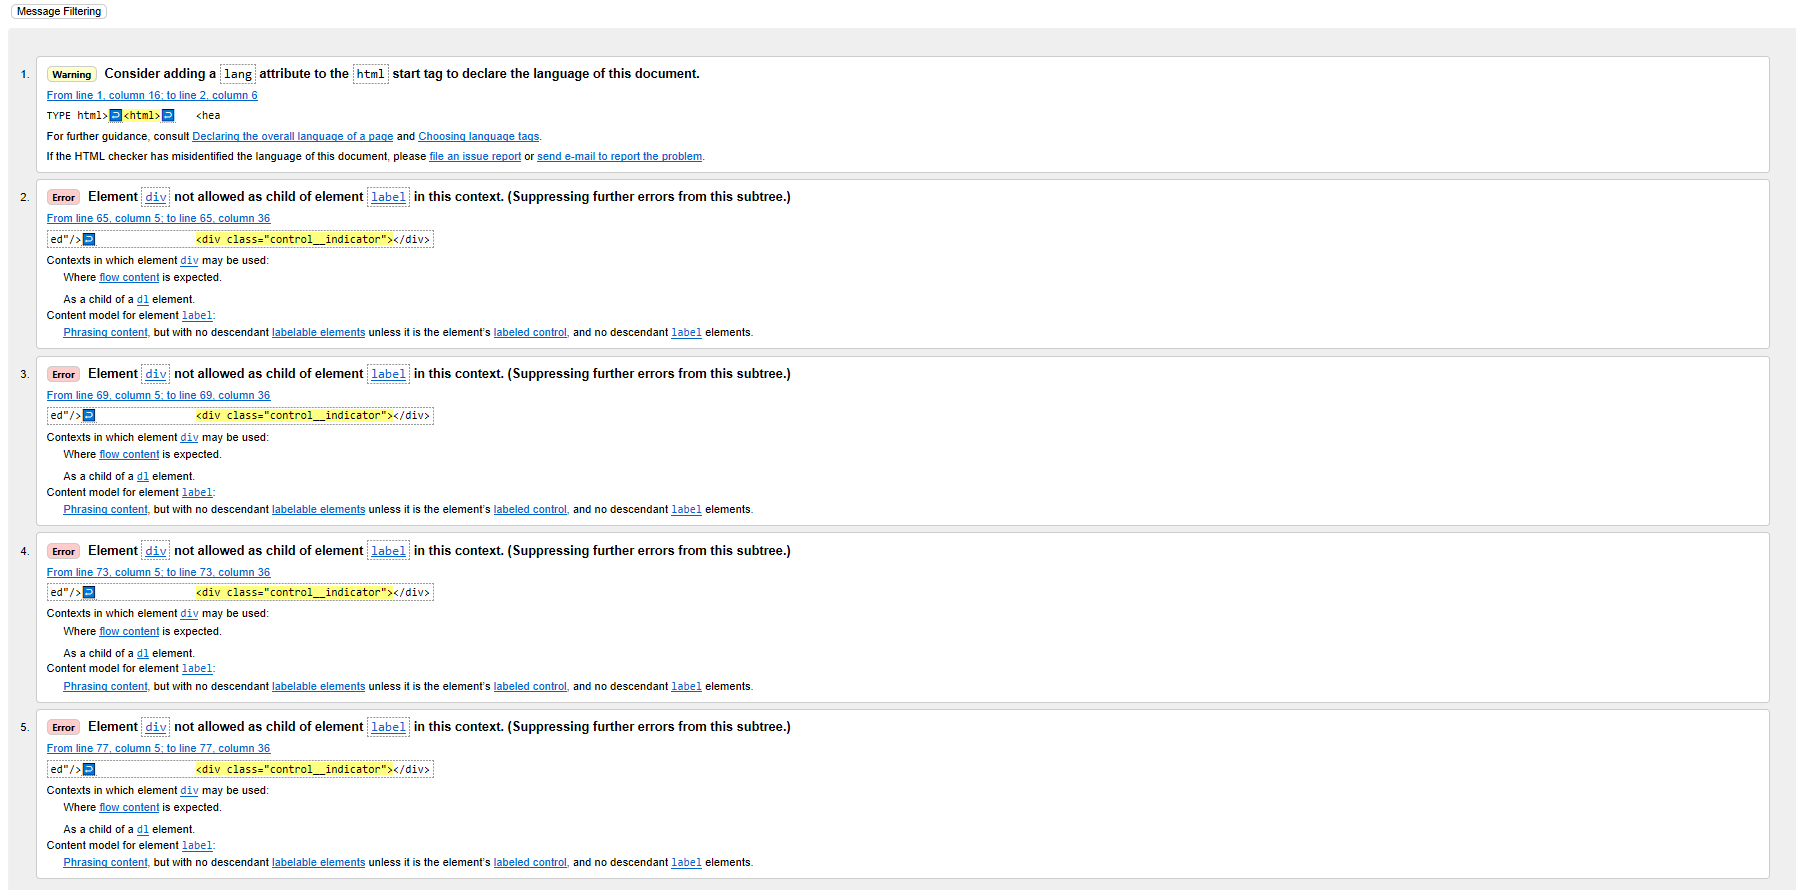 Message Filtering
1. Warning Consider adding a lang attribute to the html start tag to declare the language of this document.
From line 1, column 16; to line 2, column 6
TYPE html>↩<html>↩    <hea
For further guidance, consult Declaring the overall language of a page and Choosing language tags.
If the HTML checker has misidentified the language of this document, please file an issue report or send e-mail to report the problem.
2. Error Element div not allowed as child of element label in this context. (Suppressing further errors from this subtree.)
From line 65, column 5; to line 65, column 36
ed"/>↩ <div class="control__indicator"></div>
Contexts in which element div may be used:
Where flow content is expected.
As a child of a dl element.
Content model for element label:
Phrasing content, but with no descendant labelable elements unless it is the element's labeled control, and no descendant label elements.
3. Error Element div not allowed as child of element label in this context. (Suppressing further errors from this subtree.)
From line 69, column 5; to line 69, column 36
ed"/>↩ <div class="control__indicator"></div>
Contexts in which element div may be used:
Where flow content is expected.
As a child of a dl element.
Content model for element label:
Phrasing content, but with no descendant labelable elements unless it is the element's labeled control, and no descendant label elements.
4. Error Element div not allowed as child of element label in this context. (Suppressing further errors from this subtree.)
From line 73, column 5; to line 73, column 36
ed"/>↩ <div class="control__indicator"></div>
Contexts in which element div may be used:
Where flow content is expected.
As a child of a dl element.
Content model for element label:
Phrasing content, but with no descendant labelable elements unless it is the element's labeled control, and no descendant label elements.
5. Error Element div not allowed as child of element label in this context. (Suppressing further errors from this subtree.)
From line 77, column 5; to line 77, column 36
ed"/>↩ <div class="control__indicator"></div>
Contexts in which element div may be used:
Where flow content is expected.
As a child of a dl element.
Content model for element label:
Phrasing content, but with no descendant labelable elements unless it is the element's labeled control, and no descendant label elements.